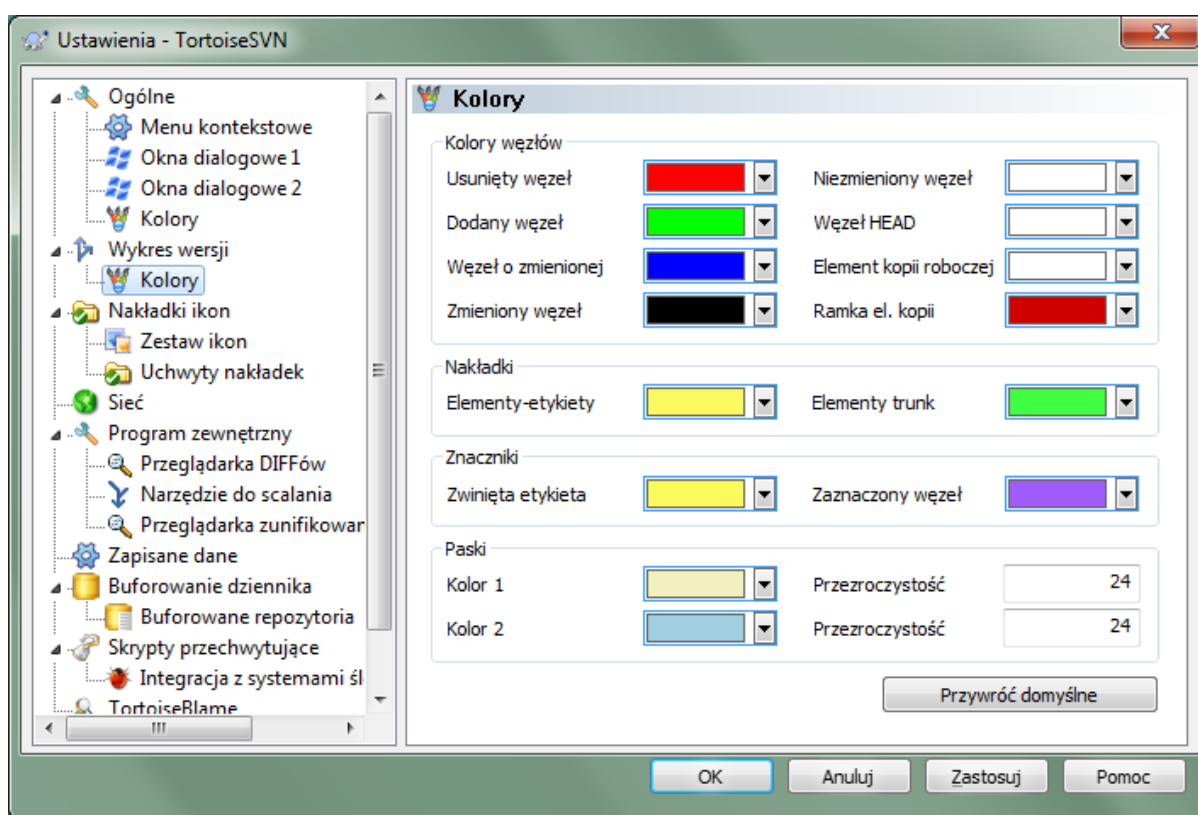 Ustawienia - TortoiseSVN
Ogólne
Menu kontekstowe
Okna dialogowe 1
Okna dialogowe 2
Kolory
Wykres wersji
Kolory
Nakładki ikon
Zestaw ikon
Uchwyty nakładek
Sieć
Program zewnętrzny
Przeglądarka DIFFów
Narzędzie do scalania
Przeglądarka zunifikowar
Zapisane dane
Buforowanie dziennika
Buforowane repozytoria
Skrypty przechwytujące
Integracja z systemami śl
TortoiseBlame
Kolory
Kolory węzłów
Usunięty węzeł
Niezmieniony węzeł
Dodany węzeł
Węzeł HEAD
Węzeł o zmienionej
Element kopii roboczej
Zmieniony węzeł
Ramka el. kopii
Nakładki
Elementy-etykiety
Elementy trunk
Znaczniki
Zwinięta etykieta
Zaznaczony węzeł
Paski
Kolor 1
Przezroczystość
24
Kolor 2
Przezroczystość
24
Przywróć domyślne
OK
Anuluj
Zastosuj
Pomoc